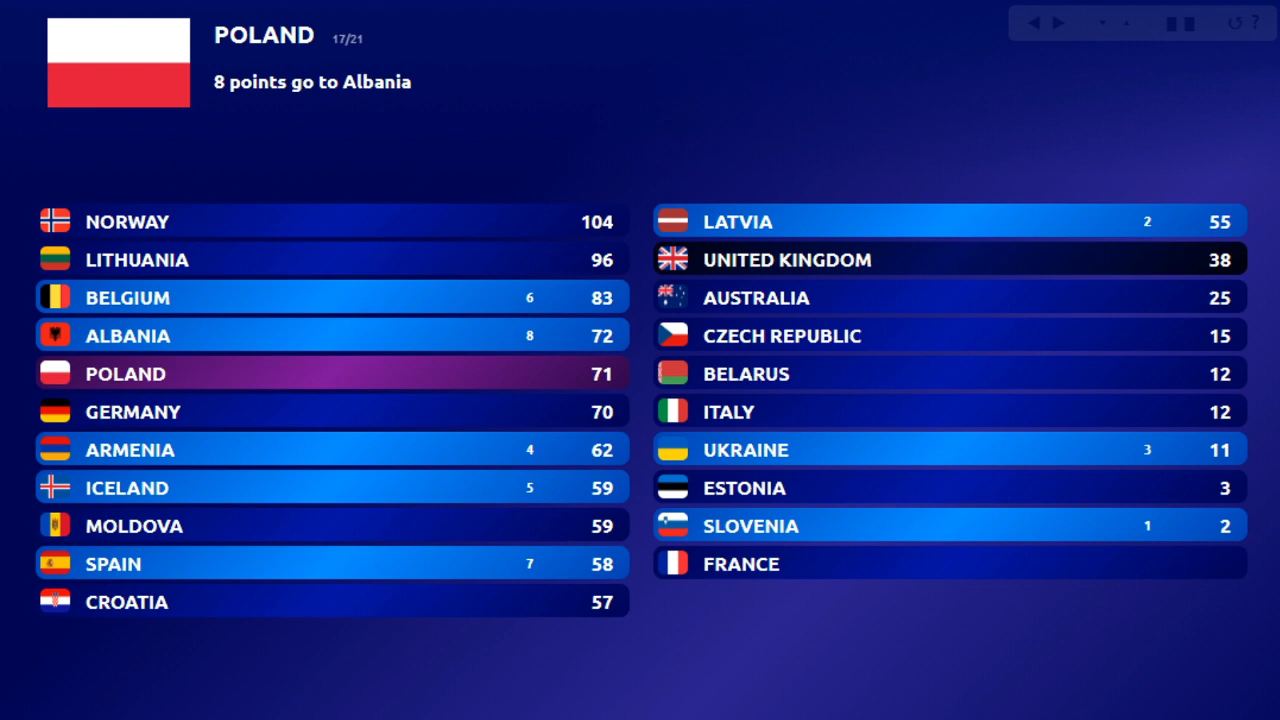 POLAND 17/21
8 points go to Albania
NORWAY 104
LITHUANIA 96
BELGIUM 6 83
ALBANIA 8 72
POLAND 71
GERMANY 70
ARMENIA 4 62
ICELAND 5 59
MOLDOVA 59
SPAIN 7 58
CROATIA 57
LATVIA 2 55
UNITED KINGDOM 38
AUSTRALIA 25
CZECH REPUBLIC 15
BELARUS 12
ITALY 12
UKRAINE 3 11
ESTONIA 3
SLOVENIA 1 2
FRANCE